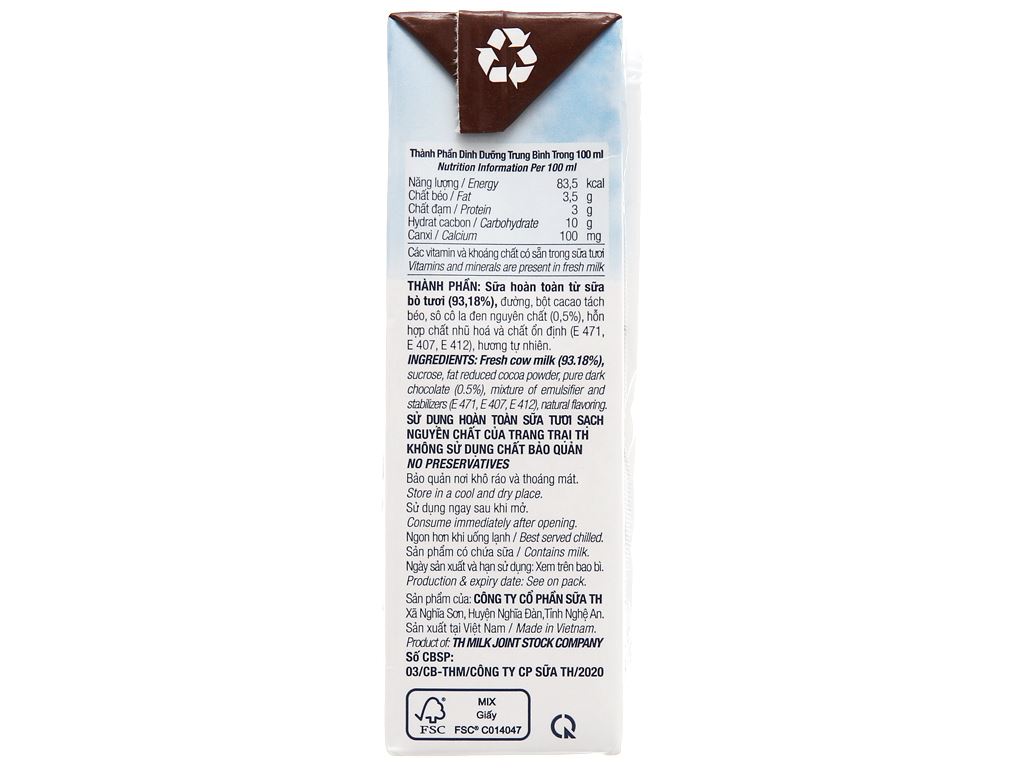 Thành Phần Dinh Dưỡng Trung Bình Trong 100 ml
Nutrition Information Per 100 ml
Năng lượng / Energy 83,5 kcal
Chất béo / Fat 3,5 g
Chất đạm / Protein 3 g
Hydrat cacbon / Carbohydrate 10 g
Canxi / Calcium 100 mg
Các vitamin và khoáng chất có sẵn trong sữa tươi
Vitamins and minerals are present in fresh milk
THÀNH PHẦN: Sữa hoàn toàn từ sữa
bò tươi (93,18%), đường, bột cacao tách
béo, sô cô la đen nguyên chất (0,5%), hỗn
hợp chất nhũ hoá và chất ổn định (E 471,
E 407, E 412), hương tự nhiên.
INGREDIENTS: Fresh cow milk (93.18%),
sucrose, fat reduced cocoa powder, pure dark
chocolate (0.5%), mixture of emulsifier and
stabilizers (E 471, E 407, E 412), natural flavoring.
SỬ DỤNG HOÀN TOÀN SỮA TƯƠI SẠCH
NGUYÊN CHẤT CỦA TRANG TRẠI TH
KHÔNG SỬ DỤNG CHẤT BẢO QUẢN
NO PRESERVATIVES
Bảo quản nơi khô ráo và thoáng mát.
Store in a cool and dry place.
Sử dụng ngay sau khi mở.
Consume immediately after opening.
Ngon hơn khi uống lạnh / Best served chilled.
Sản phẩm có chứa sữa / Contains milk.
Ngày sản xuất và hạn sử dụng: Xem trên bao bì.
Production & expiry date: See on pack.
Sản phẩm của: CÔNG TY CỔ PHẦN SỮA TH
Xã Nghĩa Sơn, Huyện Nghĩa Đàn, Tỉnh Nghệ An.
Sản xuất tại Việt Nam / Made in Vietnam.
Product of: TH MILK JOINT STOCK COMPANY
Số CBSP:
03/CB-THM/CÔNG TY CP SỮA TH/2020
MIX
Giấy
FSC FSC® C014047